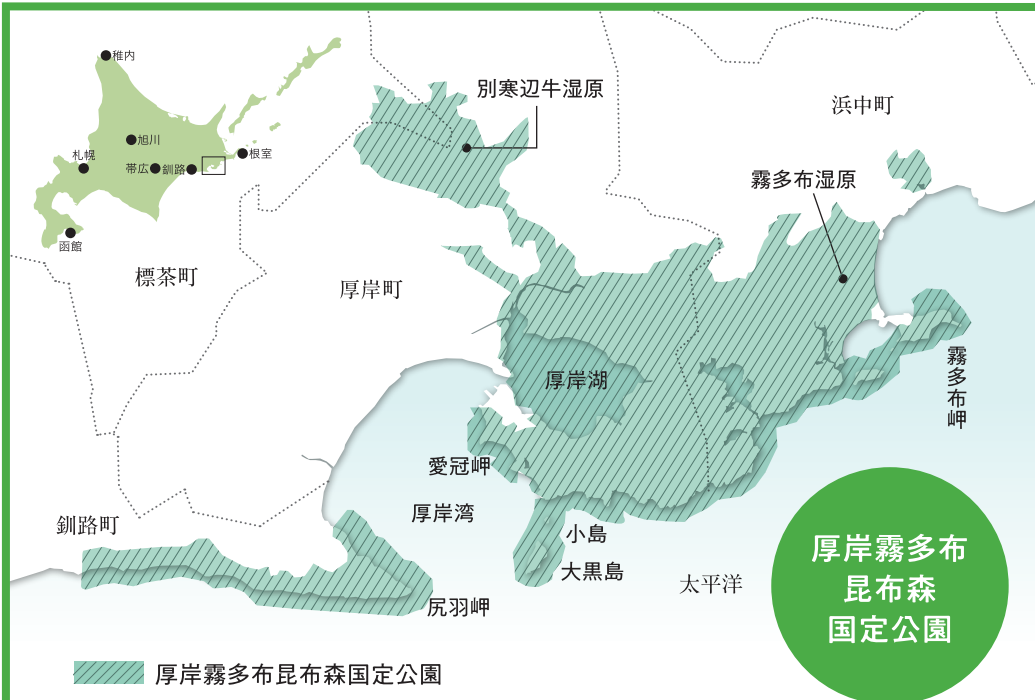 稚内
旭川
札幌
帯広
釧路
根室
函館
別寒辺牛湿原
浜中町
霧多布湿原
標茶町
厚岸町
厚岸湖
霧多布岬
愛冠岬
厚岸湾
釧路町
小島
大黒島
太平洋
尻羽岬
厚岸霧多布
昆布森
国定公園
厚岸霧多布昆布森国定公園